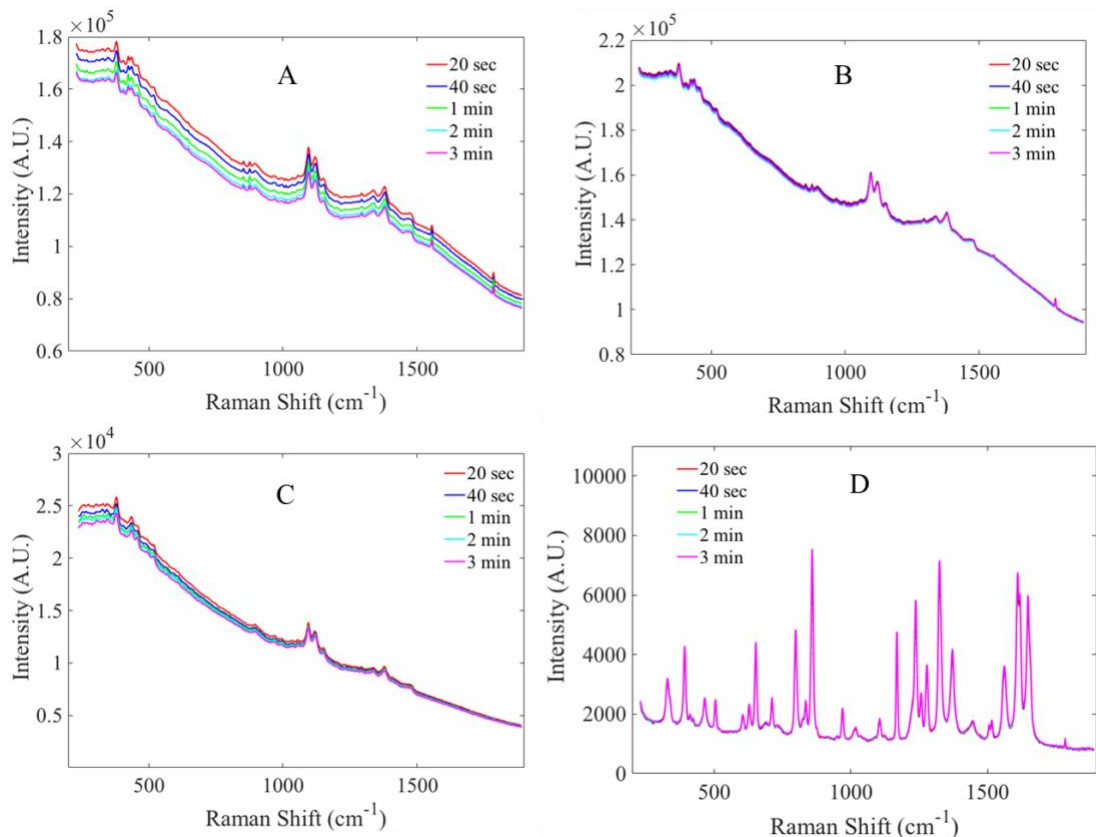 ×10⁵
1.8
1.6
1.4
1.2
1
0.8
0.6
A
20 sec
40 sec
1 min
2 min
3 min
Intensity (A.U.)
500 1000 1500
Raman Shift (cm⁻¹)
×10⁵
2.2
2
1.8
1.6
1.4
1.2
1
0.8
B
20 sec
40 sec
1 min
2 min
3 min
Intensity (A.U.)
500 1000 1500
Raman Shift (cm⁻¹)
×10⁴
3
2.5
2
1.5
1
0.5
C
20 sec
40 sec
1 min
2 min
3 min
Intensity (A.U.)
500 1000 1500
Raman Shift (cm⁻¹)
10000
8000
6000
4000
2000
0
20 sec
40 sec
1 min
2 min
3 min
D
Intensity (A.U.)
500 1000 1500
Raman Shift (cm⁻¹)